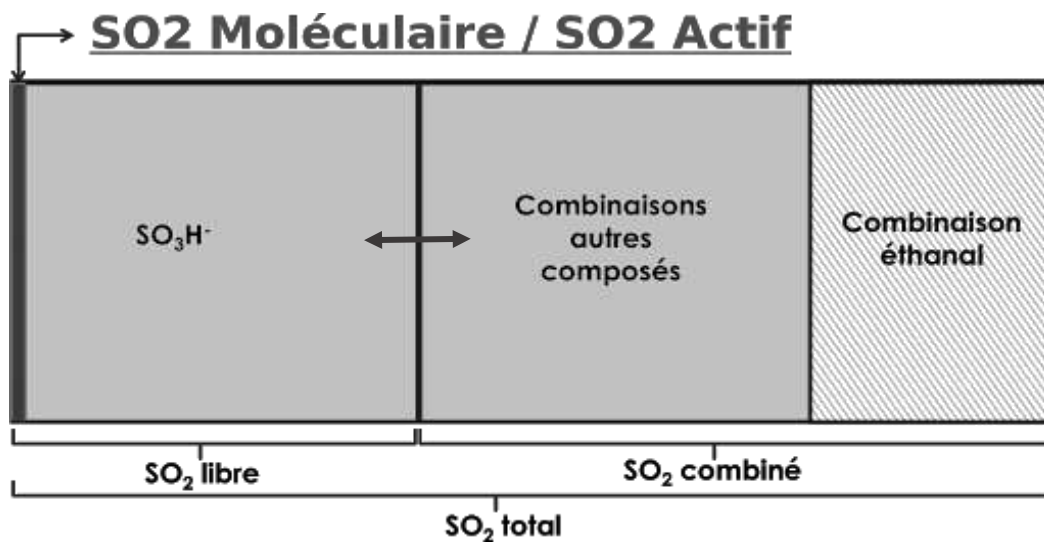 SO2 Moléculaire / SO2 Actif
SO₃H⁻
Combinaisons
autres
composés
Combinaison
éthanal
SO₂ libre
SO₂ combiné
SO₂ total